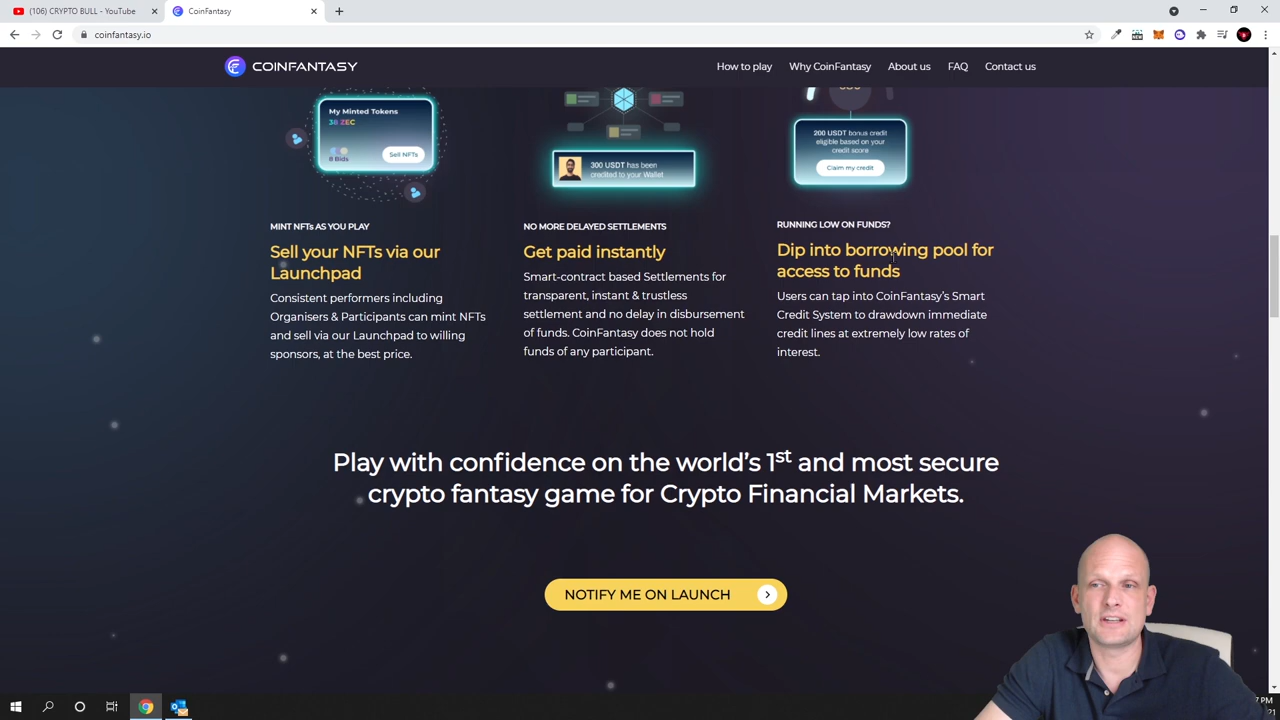 (106) CRYPTO BULL - YouTube
CoinFantasy
coinfantasy.io
COINFANTASY
How to play
Why CoinFantasy
About us
FAQ
Contact us
My Minted Tokens
38 ZEC
8 Bids
Sell NFTs
300 USDT has been
credited to your Wallet
200 USDT bonus credit
eligible based on your
credit score
Claim my credit
MINT NFTs AS YOU PLAY
Sell your NFTs via our
Launchpad
Consistent performers including
Organisers & Participants can mint NFTs
and sell via our Launchpad to willing
sponsors, at the best price.
NO MORE DELAYED SETTLEMENTS
Get paid instantly
Smart-contract based Settlements for
transparent, instant & trustless
settlement and no delay in disbursement
of funds. CoinFantasy does not hold
funds of any participant.
RUNNING LOW ON FUNDS?
Dip into borrowing pool for
access to funds
Users can tap into CoinFantasy's Smart
Credit System to drawdown immediate
credit lines at extremely low rates of
interest.
Play with confidence on the world's 1st and most secure
crypto fantasy game for Crypto Financial Markets.
NOTIFY ME ON LAUNCH